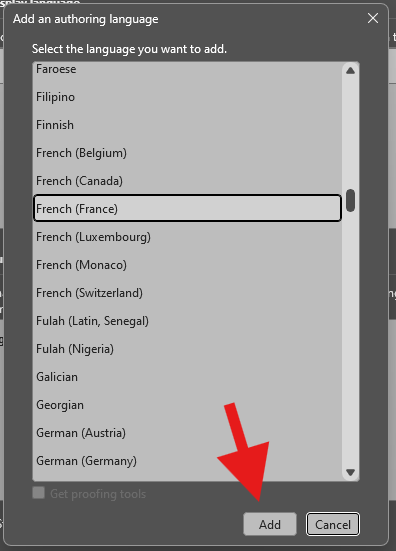 Add an authoring language
Select the language you want to add.
Faroese
Filipino
Finnish
French (Belgium)
French (Canada)
French (France)
French (Luxembourg)
French (Monaco)
French (Switzerland)
Fulah (Latin, Senegal)
Fulah (Nigeria)
Galician
Georgian
German (Austria)
German (Germany)
Get proofing tools
Add
Cancel